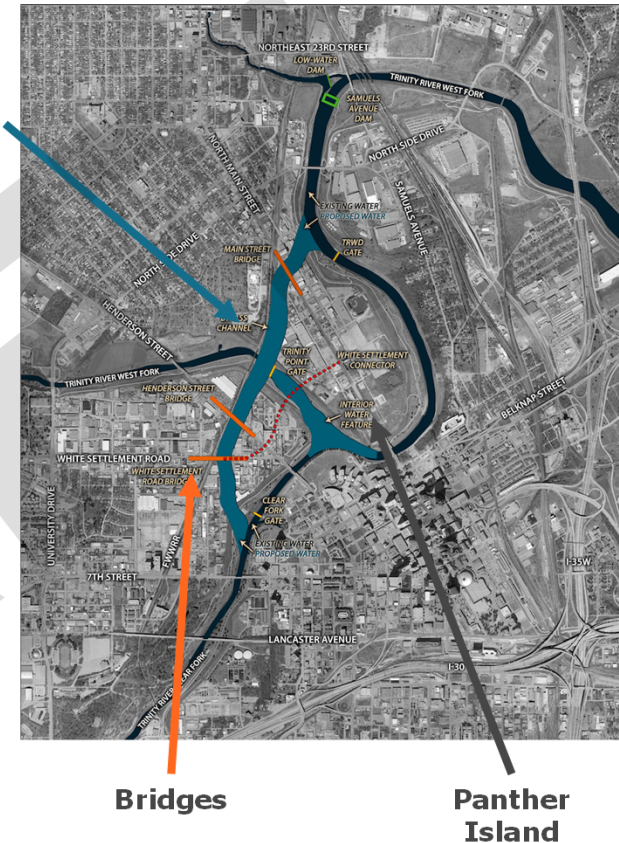 NORTHEAST 23RD STREET
LOW-WATER
DAM
TRINITY RIVER WEST FORK
SAMUELS
AVENUE
DAM
NORTH SIDE DRIVE
NORTH MAIN STREET
SAMUELS AVENUE
EXISTING WATER
PROPOSED WATER
MAIN STREET
BRIDGE
TRWD
GATE
NORTH SIDE DRIVE
HENDERSON STREET
CHANNEL
TRINITY
POINT
GATE
WHITE SETTLEMENT
CONNECTOR
TRINITY RIVER WEST FORK
HENDERSON STREET
BRIDGE
INTERIOR
WATER
FEATURE
BELKNAP STREET
WHITE SETTLEMENT ROAD
WHITE SETTLEMENT
ROAD BRIDGE
CLEAR
FORK
GATE
UNIVERSITY DRIVE
FWWRR
EXISTING WATER
PROPOSED WATER
I-35W
7TH STREET
LANCASTER AVENUE
I-30
TRINITY RIVER CLEAR FORK
Bridges
Panther
Island